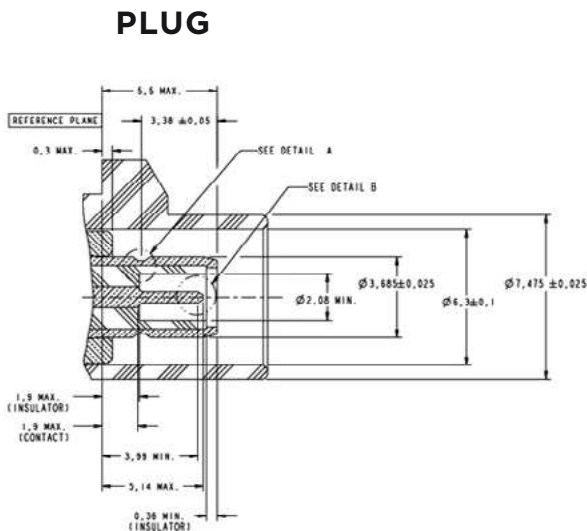 PLUG
5,5 MAX.
REFERENCE PLANE
3,38 ±0,05
0,3 MAX.
SEE DETAIL A
SEE DETAIL B
Ø3,685±0,025
Ø7,475 ±0,025
Ø2,08 MIN.
Ø6,3±0,1
1,9 MAX.
(INSULATOR)
1,9 MAX.
(CONTACT)
3,99 MIN.
5,14 MAX.
0,36 MIN.
(INSULATOR)